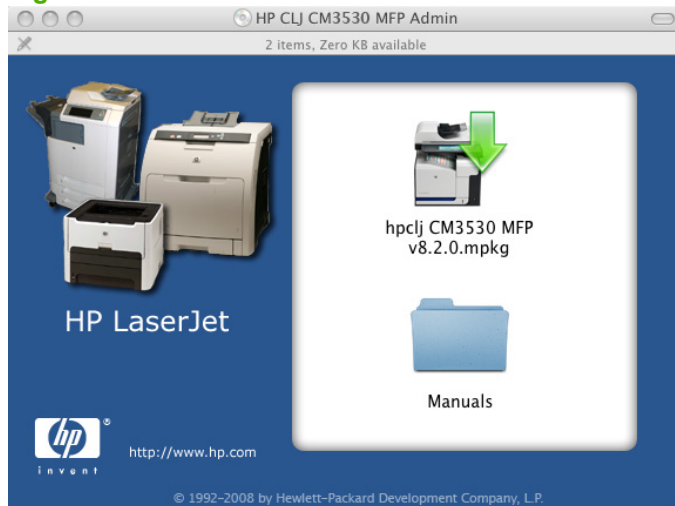 HP CLJ CM3530 MFP Admin
2 items, Zero KB available
hpclj CM3530 MFP
v8.2.0.mpkg
HP LaserJet
Manuals
hp®
invent
http://www.hp.com
© 1992-2008 by Hewlett-Packard Development Company, L.P.